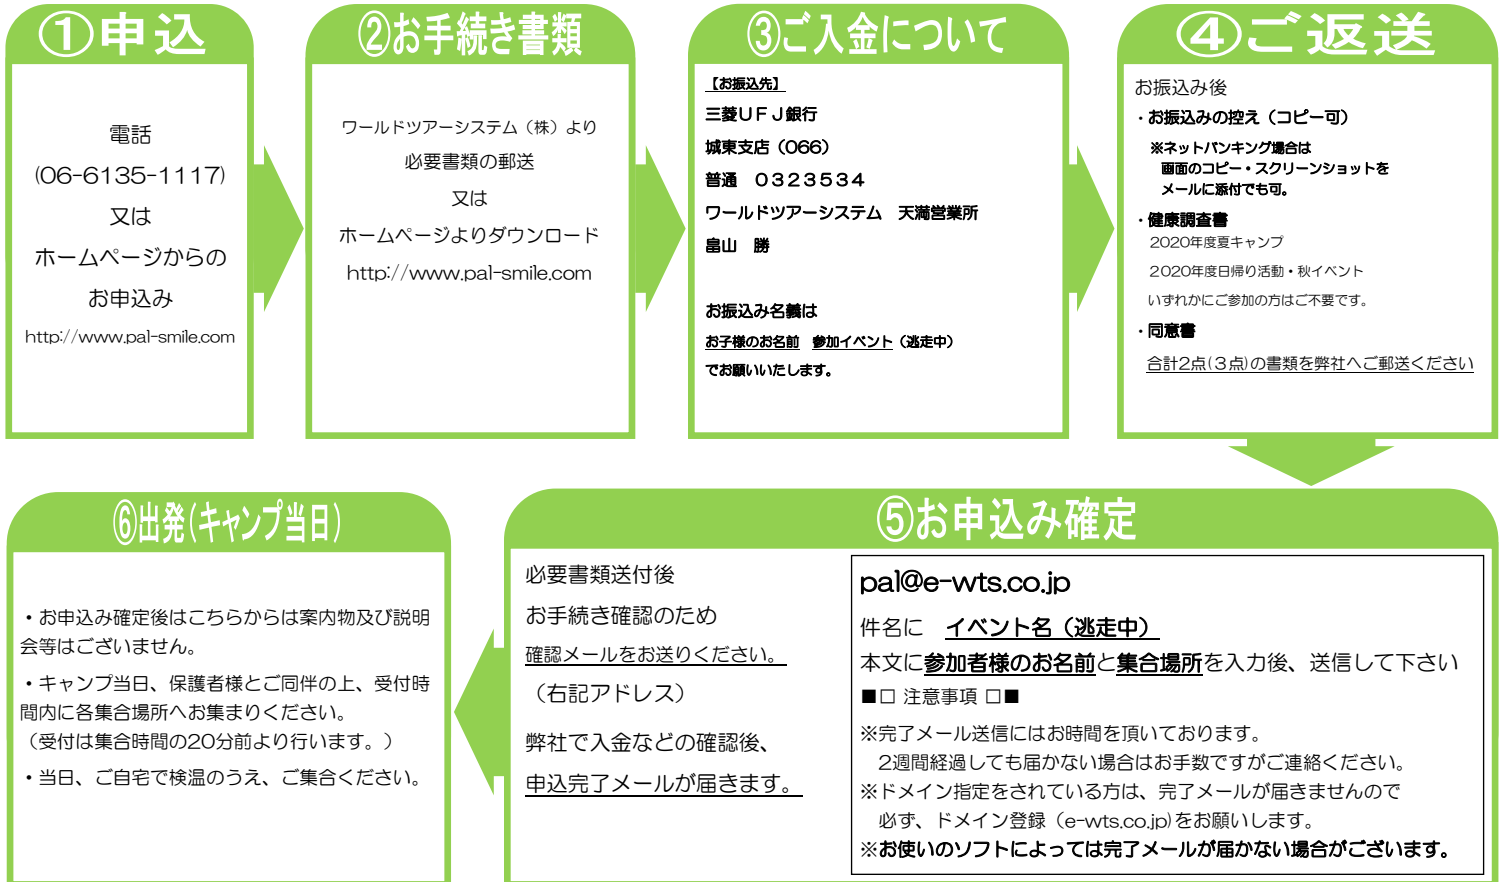 ①申込
電話
(06-6135-1117)
又は
ホームページからの
お申込み
http://www.pal-smile.com
②お手続き書類
ワールドツアーシステム（株）より
必要書類の郵送
又は
ホームページよりダウンロード
http://www.pal-smile.com
③ご入金について
【お振込先】
三菱ＵＦＪ銀行
城東支店（066）
普通　０３２３５３４
ワールドツアーシステム　天満営業所
畠山　勝
お振込み名義は
お子様のお名前　参加イベント（逃走中）
でお願いいたします。
④ご返送
お振込み後
・お振込みの控え（コピー可）
※ネットバンキング場合は
画面のコピー・スクリーンショットを
メールに添付でも可。
・健康調査書
2020年度夏キャンプ
2020年度日帰り活動・秋イベント
いずれかにご参加の方はご不要です。
・同意書
合計2点(３点)の書類を弊社へご郵送ください
⑤お申込み確定
必要書類送付後
お手続き確認のため
確認メールをお送りください。
（右記アドレス）
弊社で入金などの確認後、
申込完了メールが届きます。
pal@e-wts.co.jp
件名に　イベント名（逃走中）
本文に参加者様のお名前と集合場所を入力後、送信して下さい
■□ 注意事項 □■
※完了メール送信にはお時間を頂いております。
2週間経過しても届かない場合はお手数ですがご連絡ください。
※ドメイン指定をされている方は、完了メールが届きませんので
必ず、ドメイン登録（e-wts.co.jp)をお願いします。
※お使いのソフトによっては完了メールが届かない場合がございます。
⑥出発(キャンプ当日)
・お申込み確定後はこちらからは案内物及び説明
会等はございません。
・キャンプ当日、保護者様とご同伴の上、受付時
間内に各集合場所へお集まりください。
（受付は集合時間の20分前より行います。）
・当日、ご自宅で検温のうえ、ご集合ください。